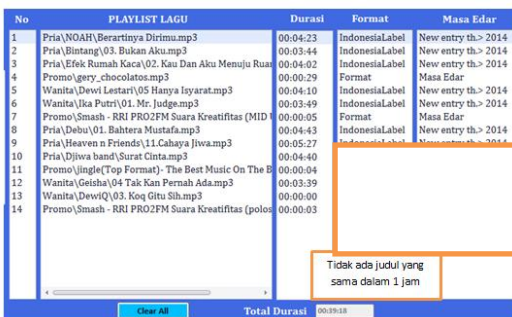 No PLAYLIST LAGU Durasi Format Masa Edar
1 Pria\NOAH\Berartinya Dirimu.mp3 00:04:23 IndonesiaLabel New entry th.> 2014
2 Pria\Bintang\03. Bukan Aku.mp3 00:03:44 IndonesiaLabel New entry th.> 2014
3 Pria\Efek Rumah Kaca\02. Kau Dan Aku Menuju Ruan 00:04:02 IndonesiaLabel New entry th.> 2014
4 Promo\gery_chocolatos.mp3 00:00:29 Format Masa Edar
5 Wanita\Dewi Lestari\05 Hanya Isyarat.mp3 00:04:10 IndonesiaLabel New entry th.> 2014
6 Wanita\Ika Putri\01. Mr. Judge.mp3 00:03:49 IndonesiaLabel New entry th.> 2014
7 Promo\Smash - RRI PRO2FM Suara Kreatifitas (MID 00:00:05 Format Masa Edar
8 Pria\Debu\01. Bahtera Mustafa.mp3 00:04:43 IndonesiaLabel New entry th.> 2014
9 Pria\Heaven n Friends\11.Cahaya Jiwa.mp3 00:05:27 IndonesiaLabel New entry th.> 2014
10 Pria\Djiwa band\Surat Cinta.mp3 00:04:40
11 Promo\jingle(Top Format)- The Best Music On The B 00:00:04
12 Wanita\Geisha\04 Tak Kan Pernah Ada.mp3 00:03:39
13 Wanita\DewiQ\03. Koq Gitu Sih.mp3 00:00:00
14 Promo\Smash - RRI PRO2FM Suara Kreatifitas (polos 00:00:03
Tidak ada judul yang
sama dalam 1 jam
Clear All Total Durasi 00:39:18